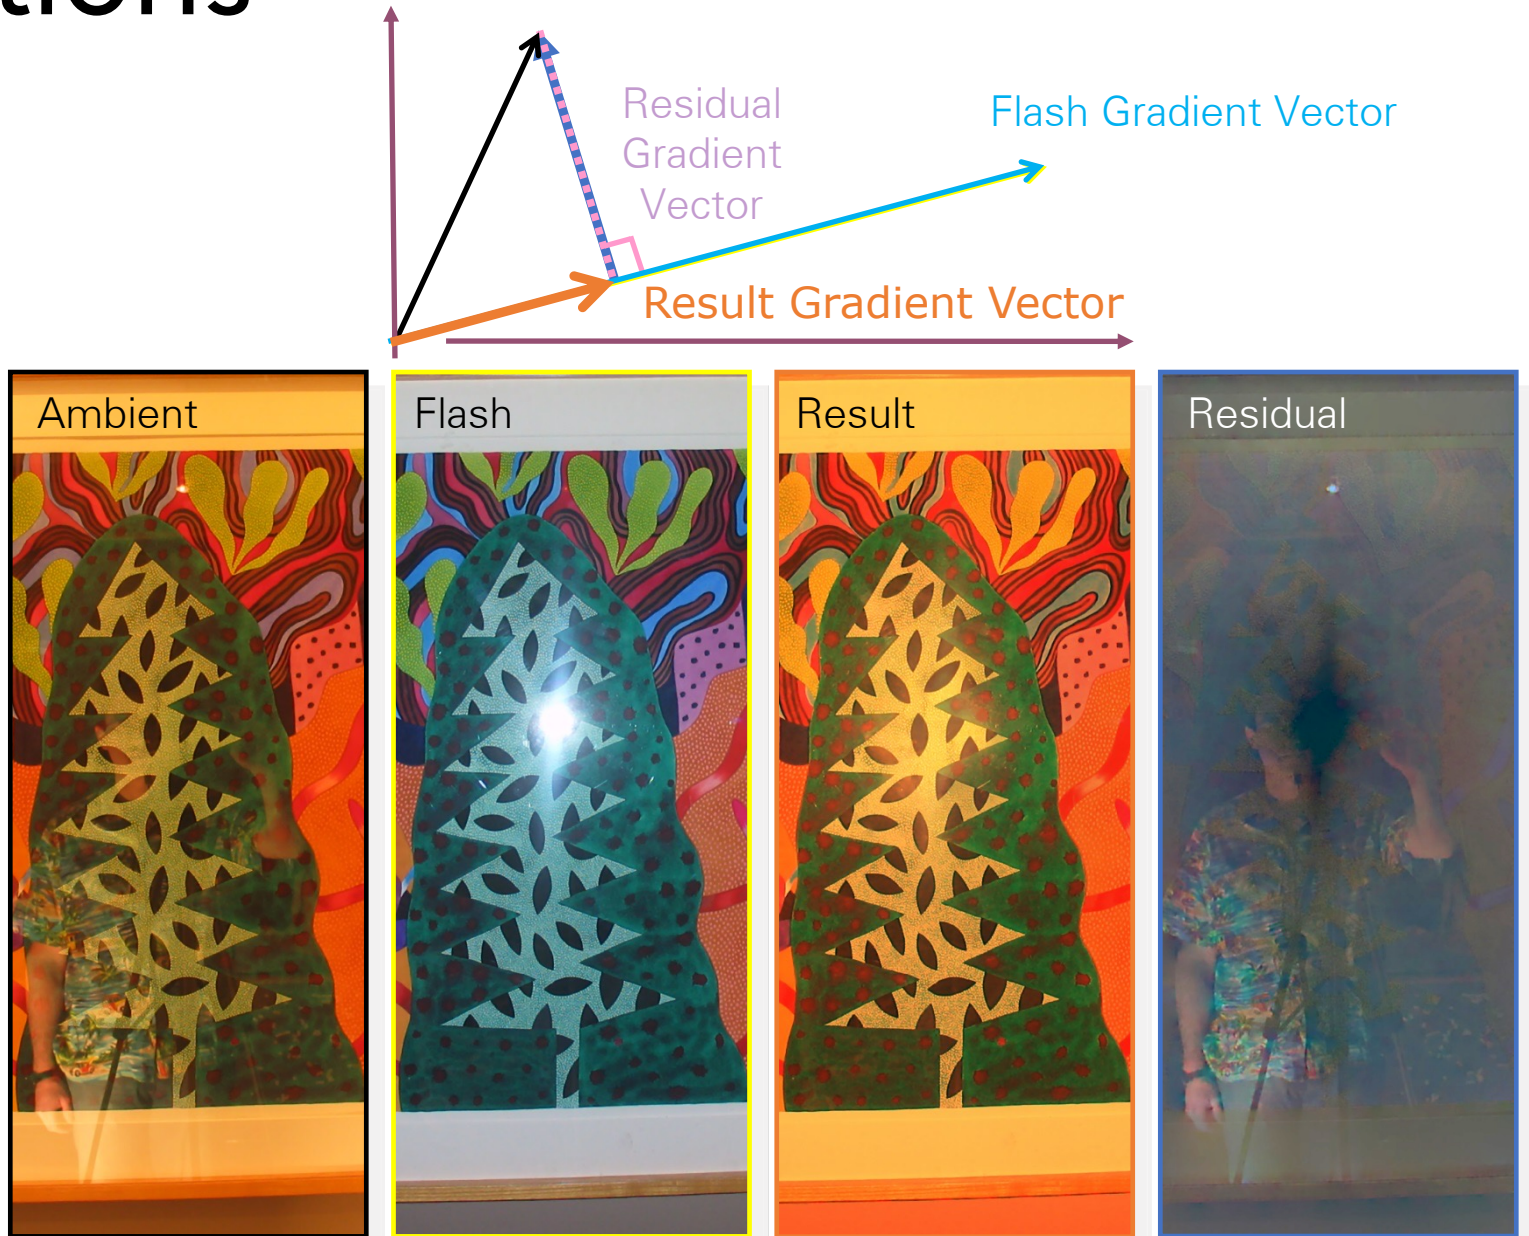 Residual
Gradient
Vector
Flash Gradient Vector
Result Gradient Vector
Ambient
Flash
Result
Residual